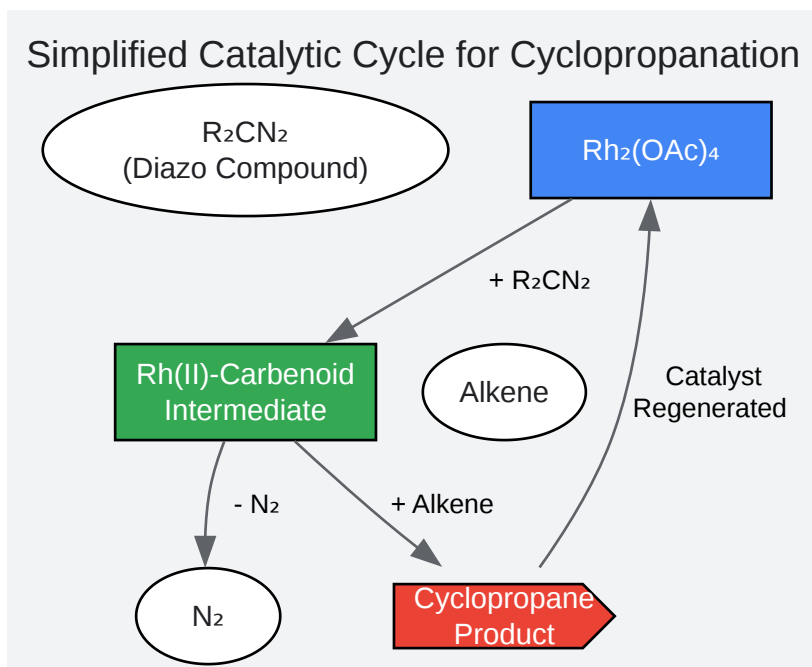 Simplified Catalytic Cycle for Cyclopropanation
R₂CN₂
(Diazo Compound)
Rh₂(OAc)₄
+ R₂CN₂
Rh(II)-Carbenoid
Intermediate
Alkene
Catalyst
Regenerated
- N₂
+ Alkene
N₂
Cyclopropane
Product